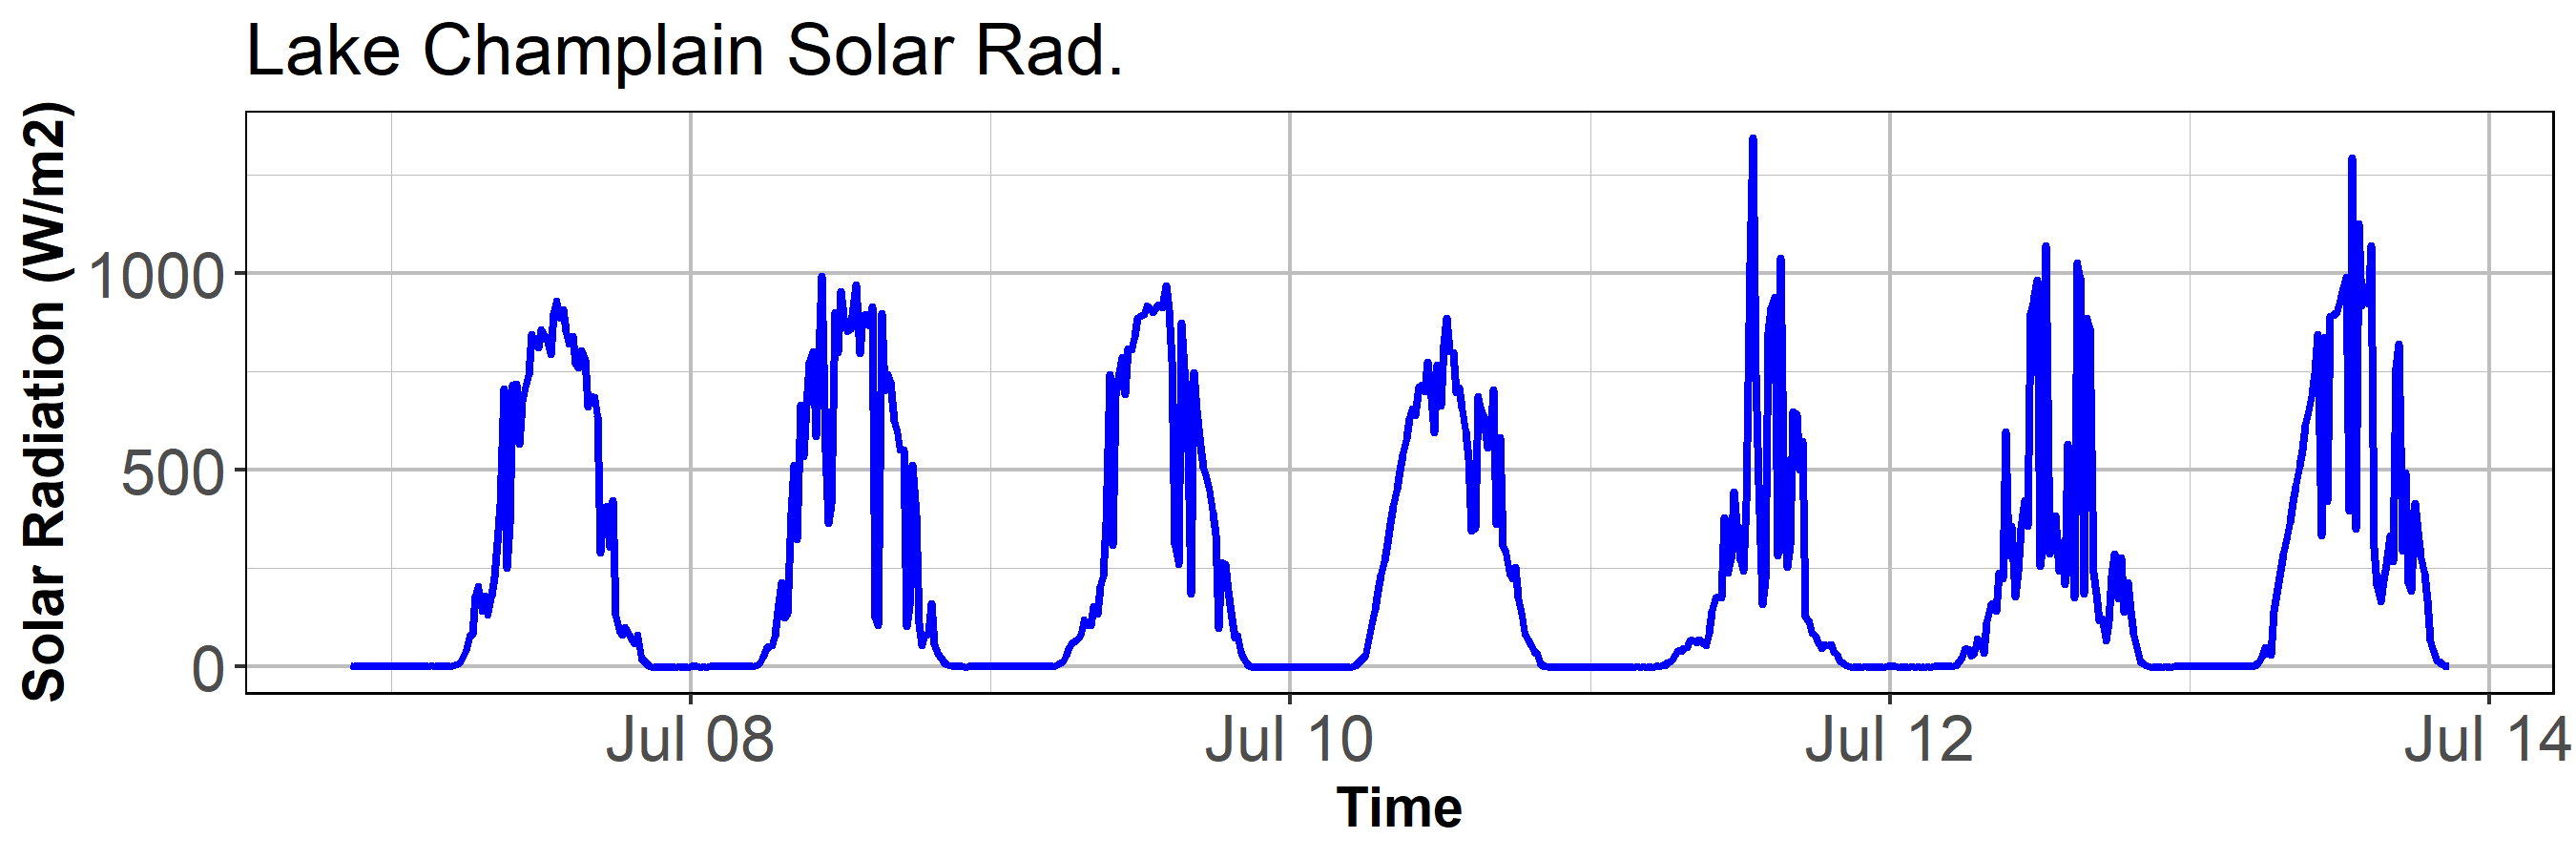 Lake Champlain Solar Rad.
Solar Radiation (W/m2)
1000
500
0
Jul 08 Jul 10 Jul 12 Jul 14
Time